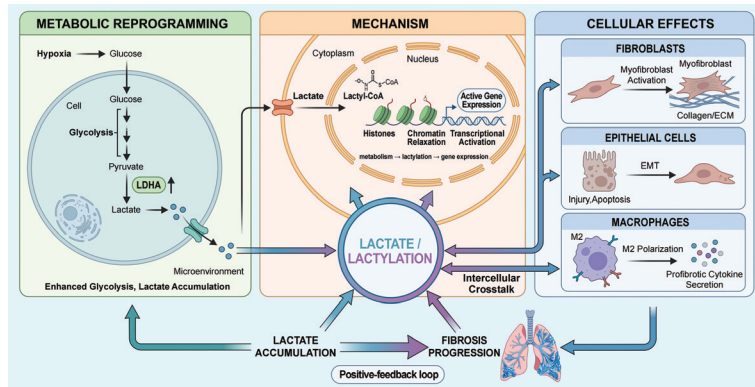 METABOLIC REPROGRAMMING
Hypoxia
Glucose
Cell
Glucose
Glycolysis
Pyruvate
LDHA
Lactate
Microenvironment
Enhanced Glycolysis, Lactate Accumulation
MECHANISM
Cytoplasm
Nucleus
Lactate
CoA
Lactyl-CoA
Active Gene
Expression
Histones
Chromatin
Relaxation
Transcriptional
Activation
metabolism → lactylation → gene expression
LACTATE /
LACTYLATION
Intercellular
Crosstalk
CELLULAR EFFECTS
FIBROBLASTS
Myofibroblast
Myofibroblast
Activation
Collagen/ECM
EPITHELIAL CELLS
EMT
Injury,Apoptosis
MACROPHAGES
M2
M2 Polarization
Profibrotic Cytokine
Secretion
LACTATE
ACCUMULATION
FIBROSIS
PROGRESSION
Positive-feedback loop